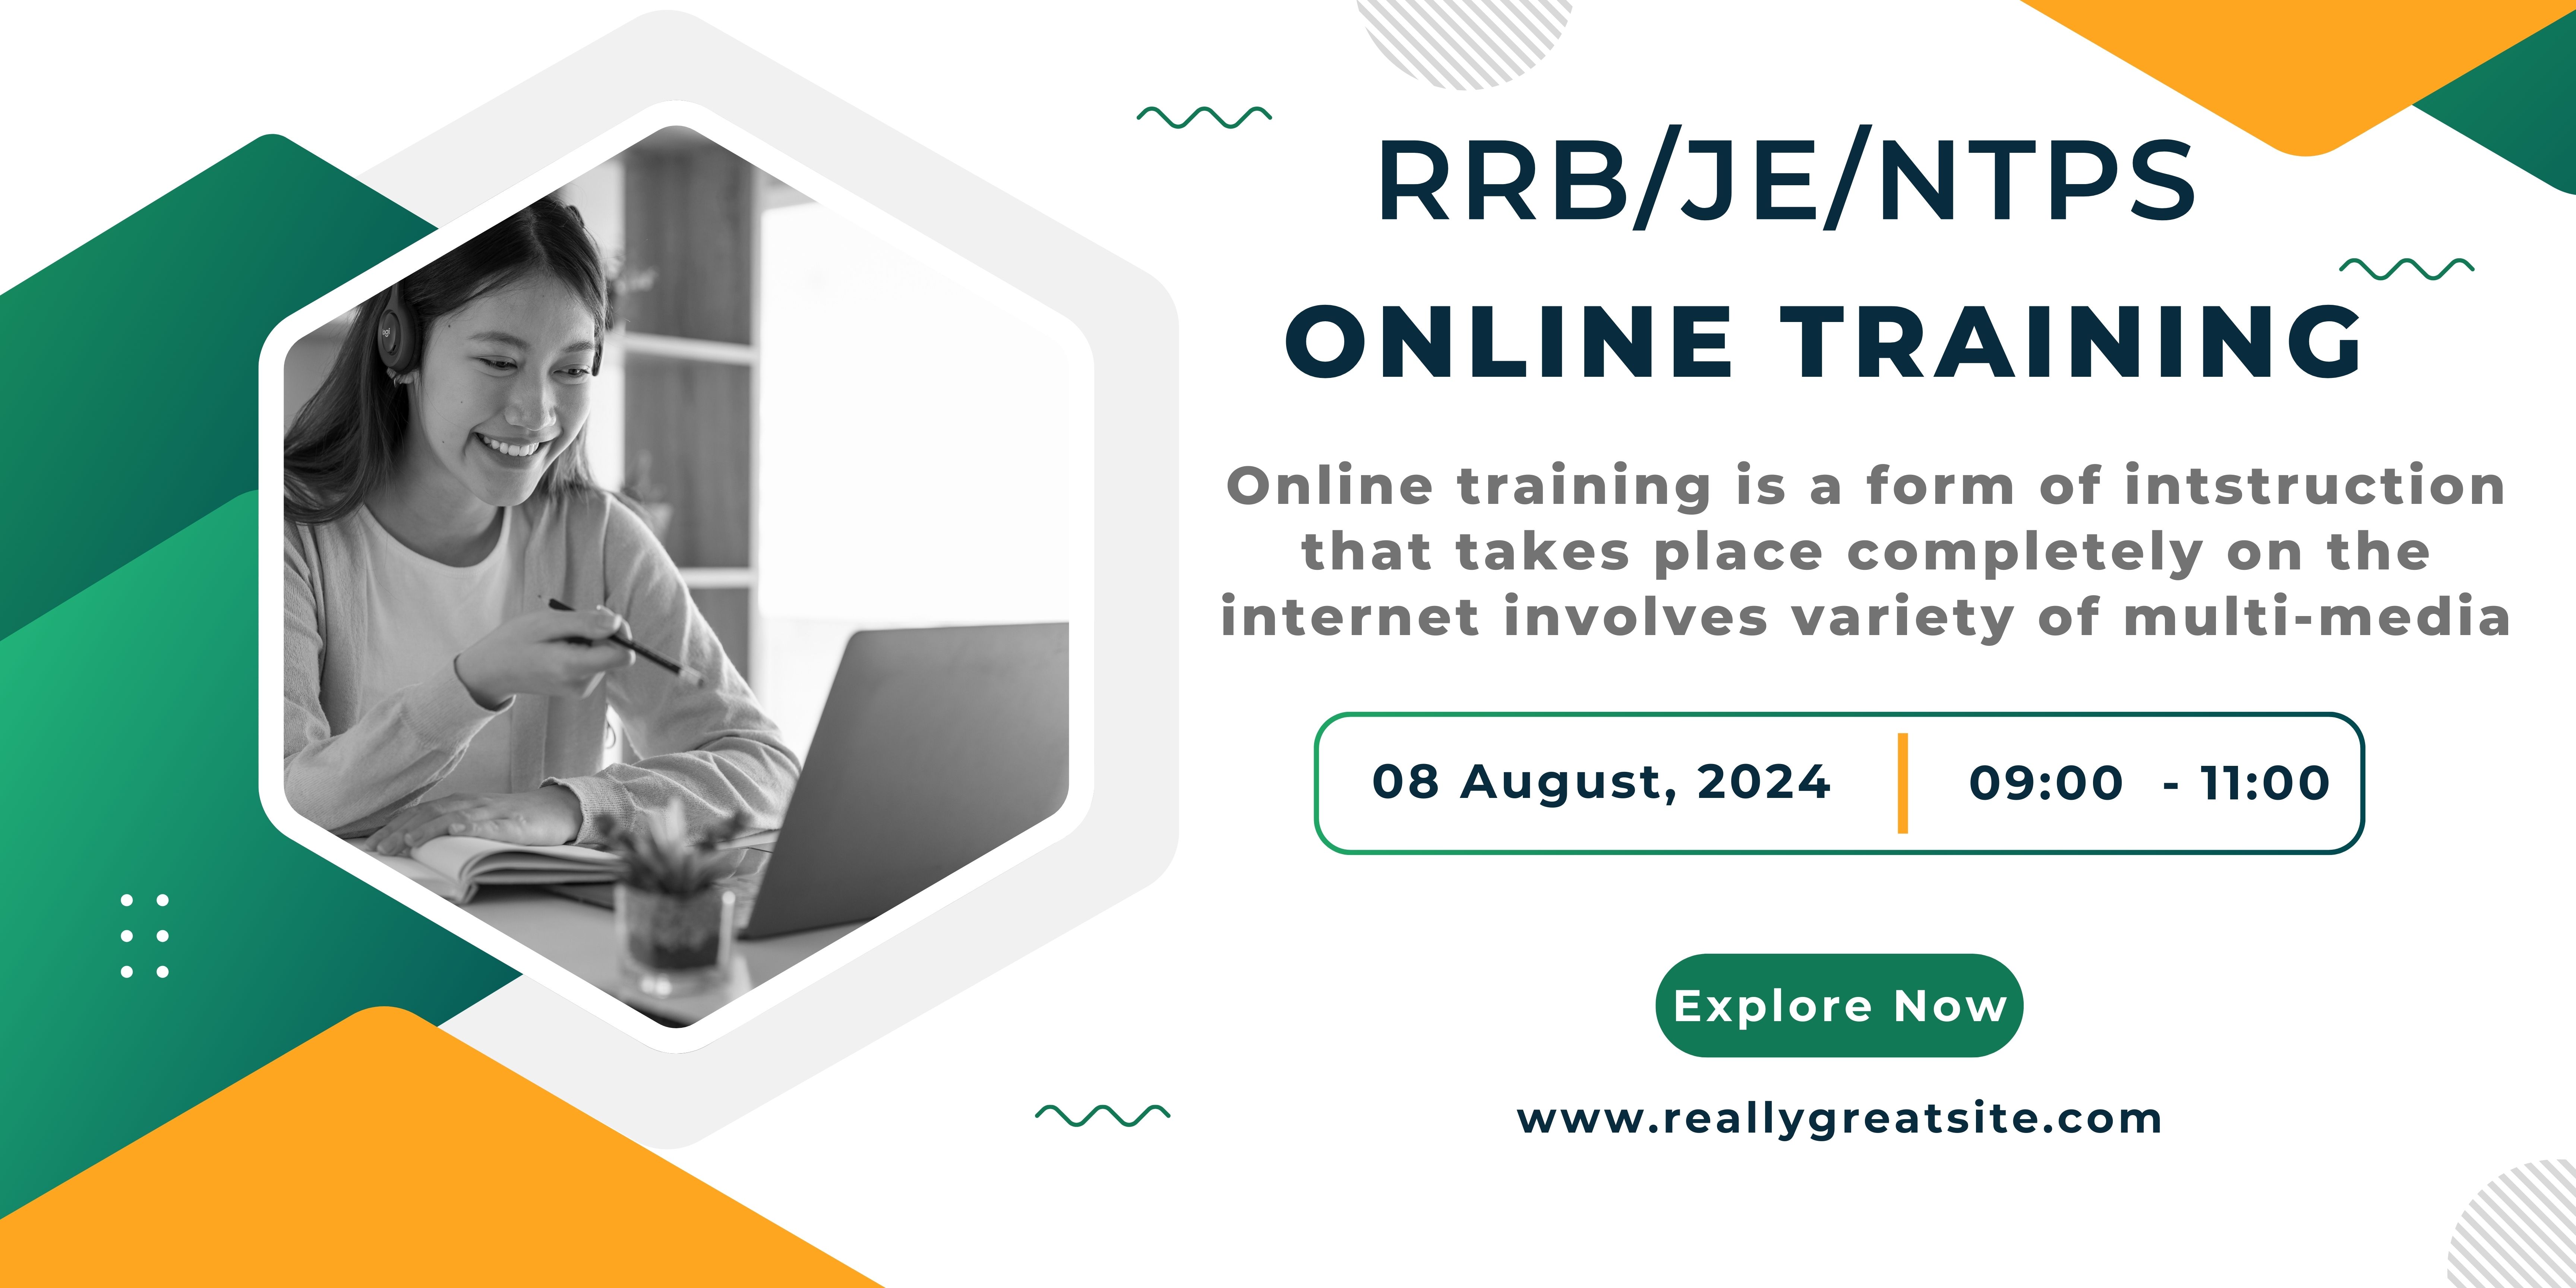 RRB/JE/NTPS
ONLINE TRAINING
Online training is a form of intstruction
that takes place completely on the
internet involves variety of multi-media
08 August, 2024
09:00 - 11:00
Explore Now
www.reallygreatsite.com